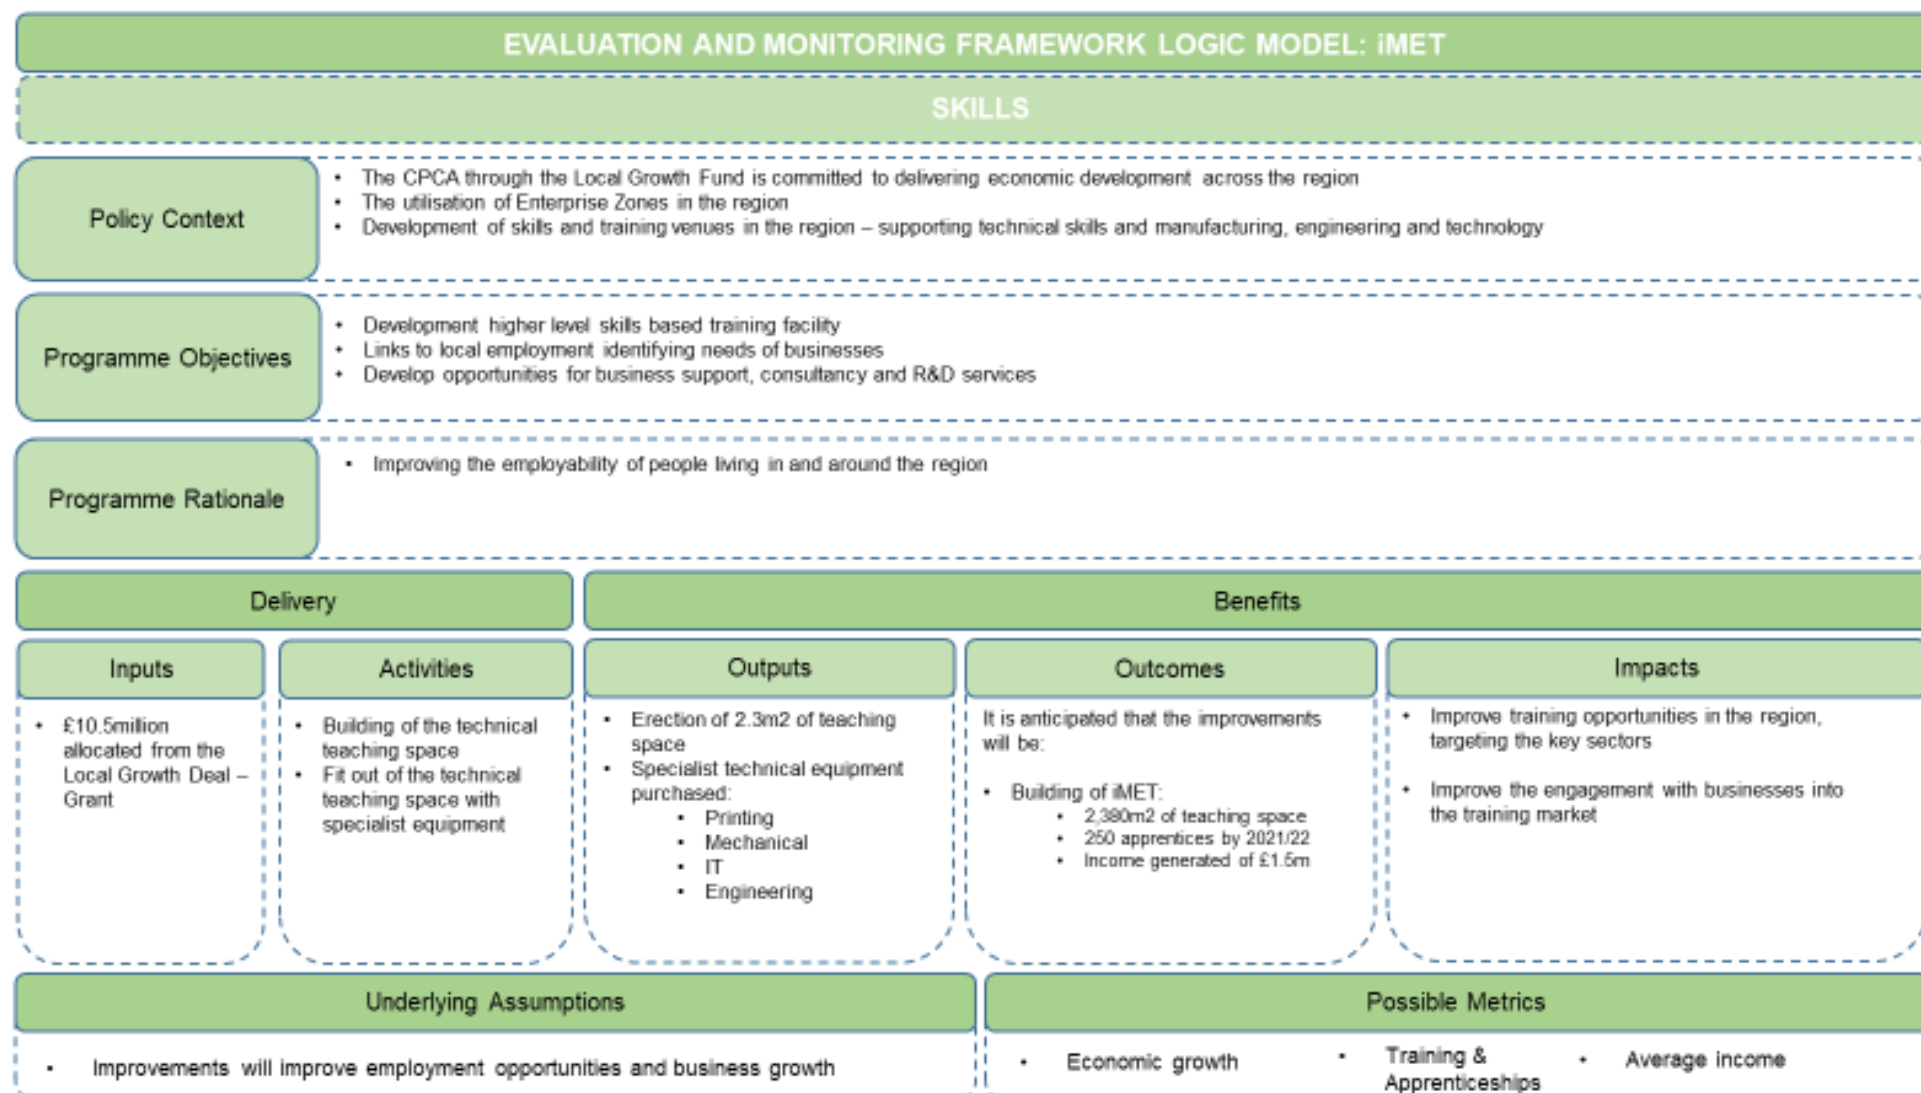 EVALUATION AND MONITORING FRAMEWORK LOGIC MODEL: iMET
SKILLS
Policy Context
• The CPCA through the Local Growth Fund is committed to delivering economic development across the region
• The utilisation of Enterprise Zones in the region
• Development of skills and training venues in the region – supporting technical skills and manufacturing, engineering and technology
Programme Objectives
• Development higher level skills based training facility
• Links to local employment identifying needs of businesses
• Develop opportunities for business support, consultancy and R&D services
Programme Rationale
• Improving the employability of people living in and around the region
Delivery
Benefits
Inputs
• £10.5million
allocated from the
Local Growth Deal –
Grant
Activities
• Building of the technical
teaching space
• Fit out of the technical
teaching space with
specialist equipment
Outputs
• Erection of 2.3m2 of teaching
space
• Specialist technical equipment
purchased:
• Printing
• Mechanical
• IT
• Engineering
Outcomes
It is anticipated that the improvements
will be:
• Building of iMET:
• 2,380m2 of teaching space
• 250 apprentices by 2021/22
• Income generated of £1.5m
Impacts
• Improve training opportunities in the region,
targeting the key sectors
• Improve the engagement with businesses into
the training market
Underlying Assumptions
• Improvements will improve employment opportunities and business growth
Possible Metrics
• Economic growth
• Training &
Apprenticeships
• Average income